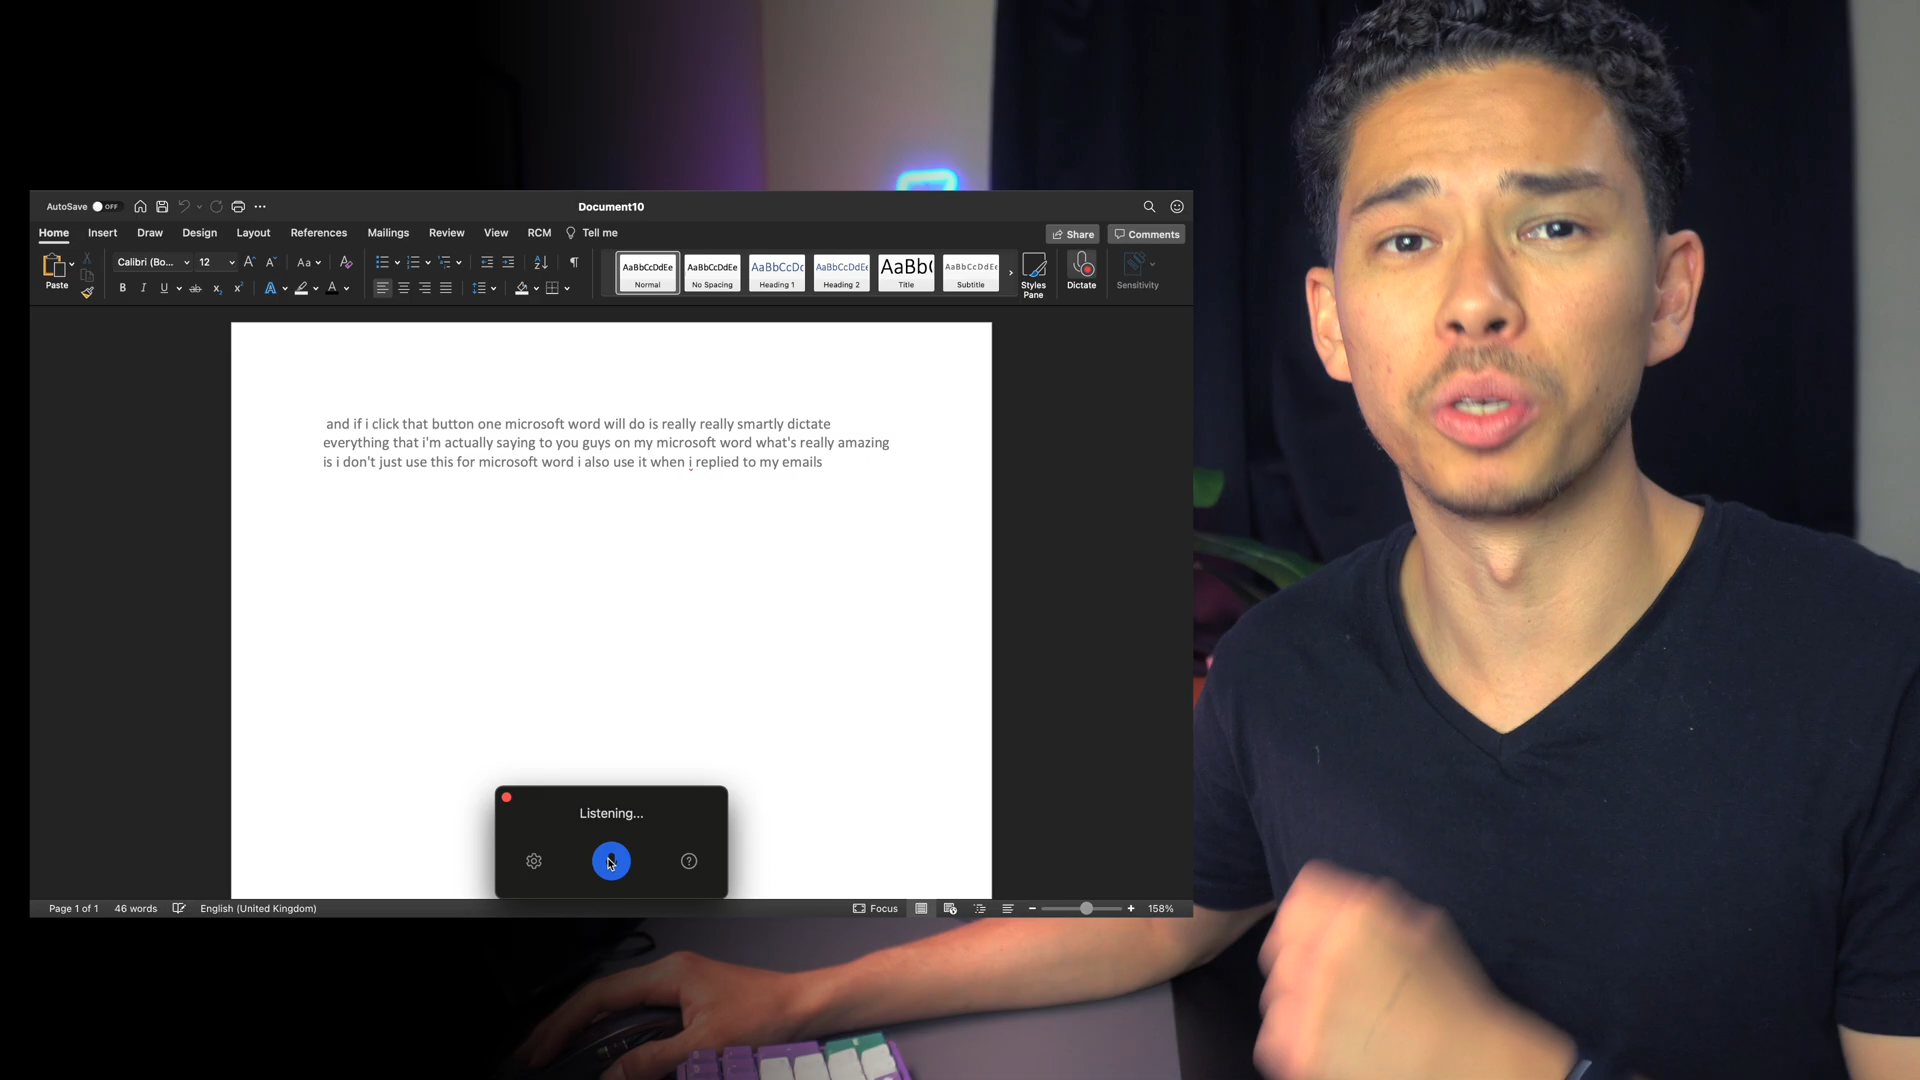 AutoSave OFF
Document10
Home Insert Draw Design Layout References Mailings Review View RCM Tell me
Share Comments
Paste
Calibri (Bo... 12
Aa
B I U ab x₂ x² A A
AaBbCcDdEe
Normal
AaBbCcDdEe
No Spacing
AaBbCcDc
Heading 1
AaBbCcDdEe
Heading 2
AaBb(
Title
AaBbCcDdEe
Subtitle
Styles
Pane
Dictate
Sensitivity
and if i click that button one microsoft word will do is really really smartly dictate
everything that i'm actually saying to you guys on my microsoft word what's really amazing
is i don't just use this for microsoft word i also use it when i replied to my emails
Listening...
Page 1 of 1 46 words English (United Kingdom)
Focus
158%